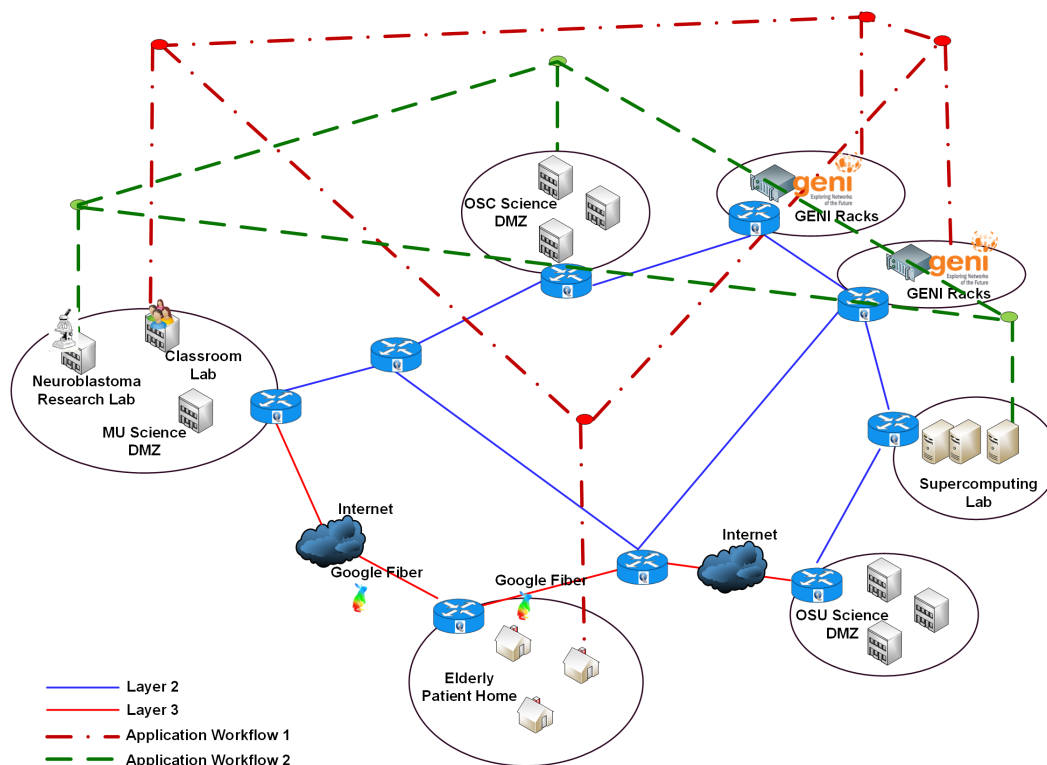 geni
Exploring Networks
of the Future
GENI Racks
OSC Science
DMZ
geni
Exploring Networks
of the Future
GENI Racks
Classroom
Lab
Neuroblastoma
Research Lab
MU Science
DMZ
Supercomputing
Lab
Internet
Google Fiber
Internet
Google Fiber
OSU Science
DMZ
Elderly
Patient Home
Layer 2
Layer 3
Application Workflow 1
Application Workflow 2